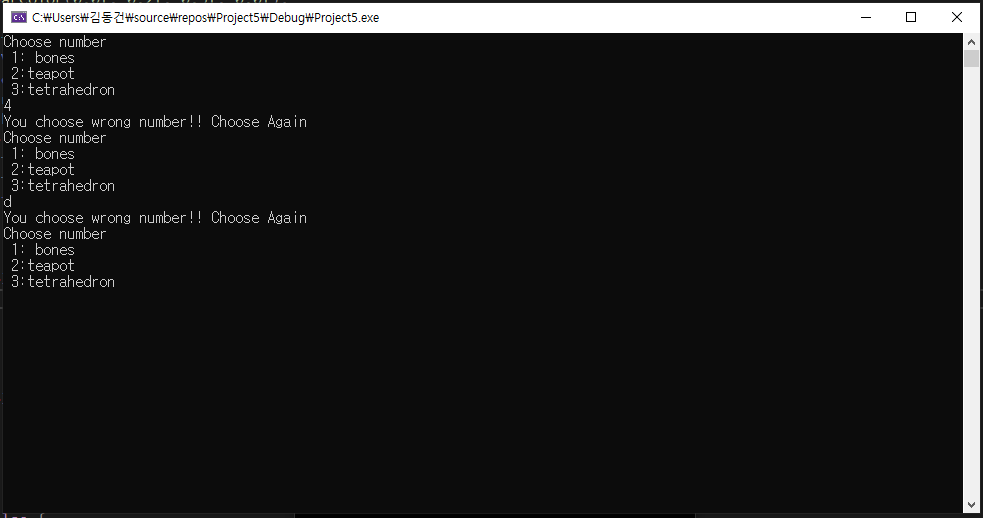 C:\Users\김동건\source\repos\Project5\Debug\Project5.exe
Choose number
 1: bones
 2:teapot
 3:tetrahedron
4
You choose wrong number!! Choose Again
Choose number
 1: bones
 2:teapot
 3:tetrahedron
d
You choose wrong number!! Choose Again
Choose number
 1: bones
 2:teapot
 3:tetrahedron